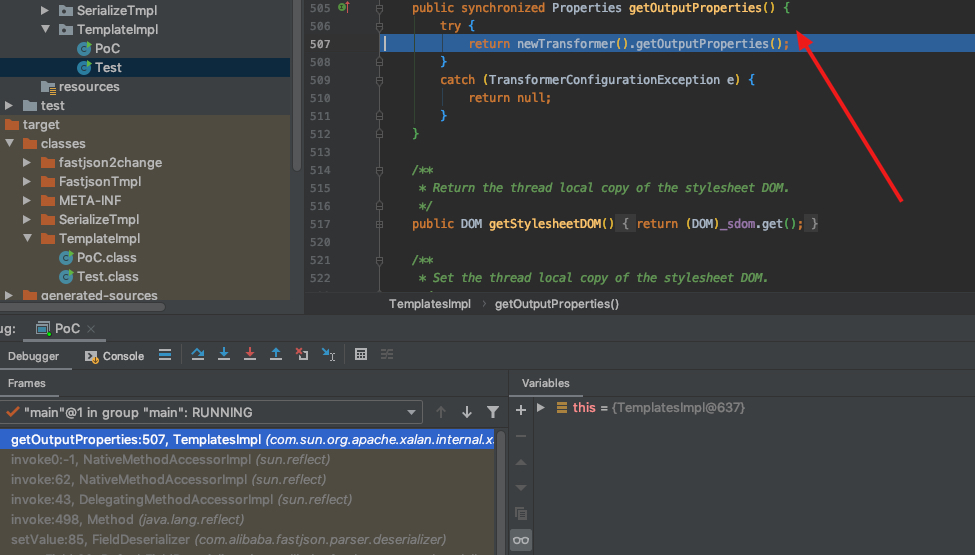 SerializeTmpl
TemplateImpl
PoC
Test
resources
test
target
classes
fastjson2change
FastjsonTmpl
META-INF
SerializeTmpl
TemplateImpl
PoC.class
Test.class
generated-sources
505 public synchronized Properties getOutputProperties() {
506 try {
507 return newTransformer().getOutputProperties();
508 }
509 catch (TransformerConfigurationException e) {
510 return null;
511 }
512 }
513
514 /**
515 * Return the thread local copy of the stylesheet DOM.
516 */
517 public DOM getStylesheetDOM() { return (DOM)_sdom.get(); }
520
521 /**
522 * Set the thread local copy of the stylesheet DOM.
TemplatesImpl > getOutputProperties()
ug: PoC ×
Debugger Console
Frames
"main"@1 in group "main": RUNNING
getOutputProperties:507, TemplatesImpl (com.sun.org.apache.xalan.internal.xs
invoke0:-1, NativeMethodAccessorImpl (sun.reflect)
invoke:62, NativeMethodAccessorImpl (sun.reflect)
invoke:43, DelegatingMethodAccessorImpl (sun.reflect)
invoke:498, Method (java.lang.reflect)
setValue:85, FieldDeserializer (com.alibaba.fastjson.parser.deserializer)
Variables
this = {TemplatesImpl@637}